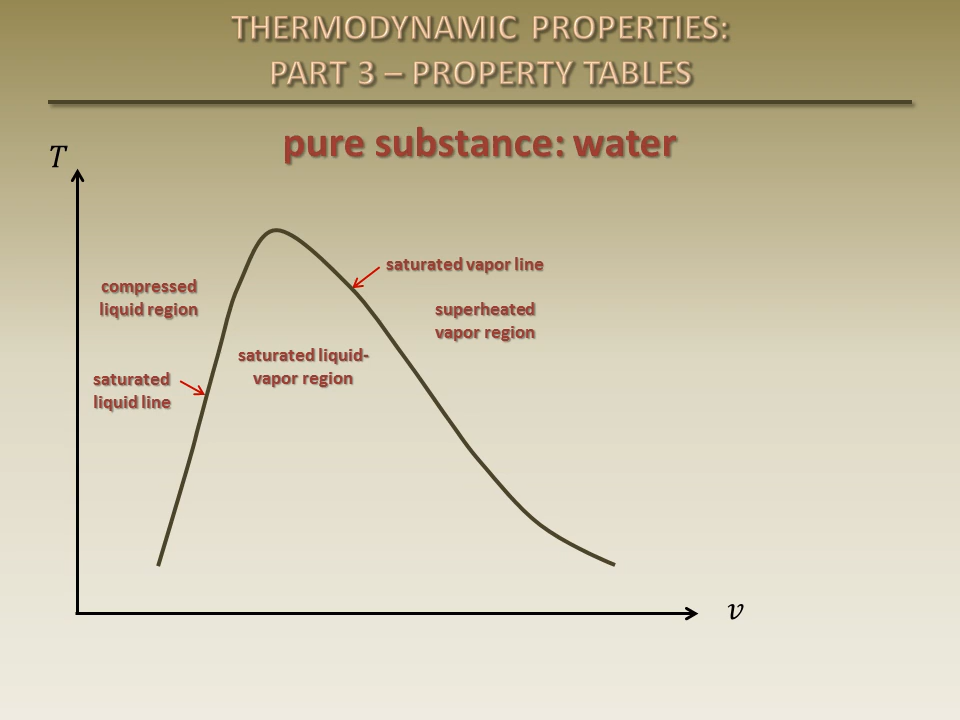 THERMODYNAMIC PROPERTIES:
PART 3 – PROPERTY TABLES
pure substance: water
T
saturated vapor line
compressed
liquid region
superheated
vapor region
saturated liquid-
vapor region
saturated
liquid line
v